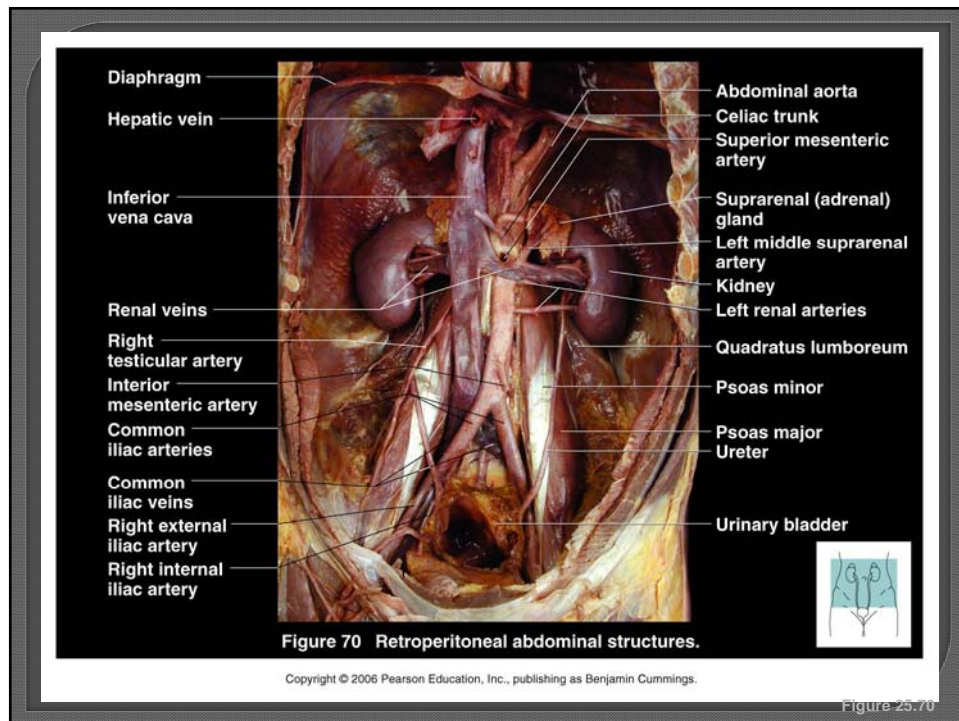 Diaphragm
Hepatic vein
Inferior
vena cava
Renal veins
Right
testicular artery
Interior
mesenteric artery
Common
iliac arteries
Common
iliac veins
Right external
iliac artery
Right internal
iliac artery
Abdominal aorta
Celiac trunk
Superior mesenteric
artery
Suprarenal (adrenal)
gland
Left middle suprarenal
artery
Kidney
Left renal arteries
Quadratus lumboreum
Psoas minor
Psoas major
Ureter
Urinary bladder
Figure 70 Retroperitoneal abdominal structures.
Copyright © 2006 Pearson Education, Inc., publishing as Benjamin Cummings.
Figure 25.70